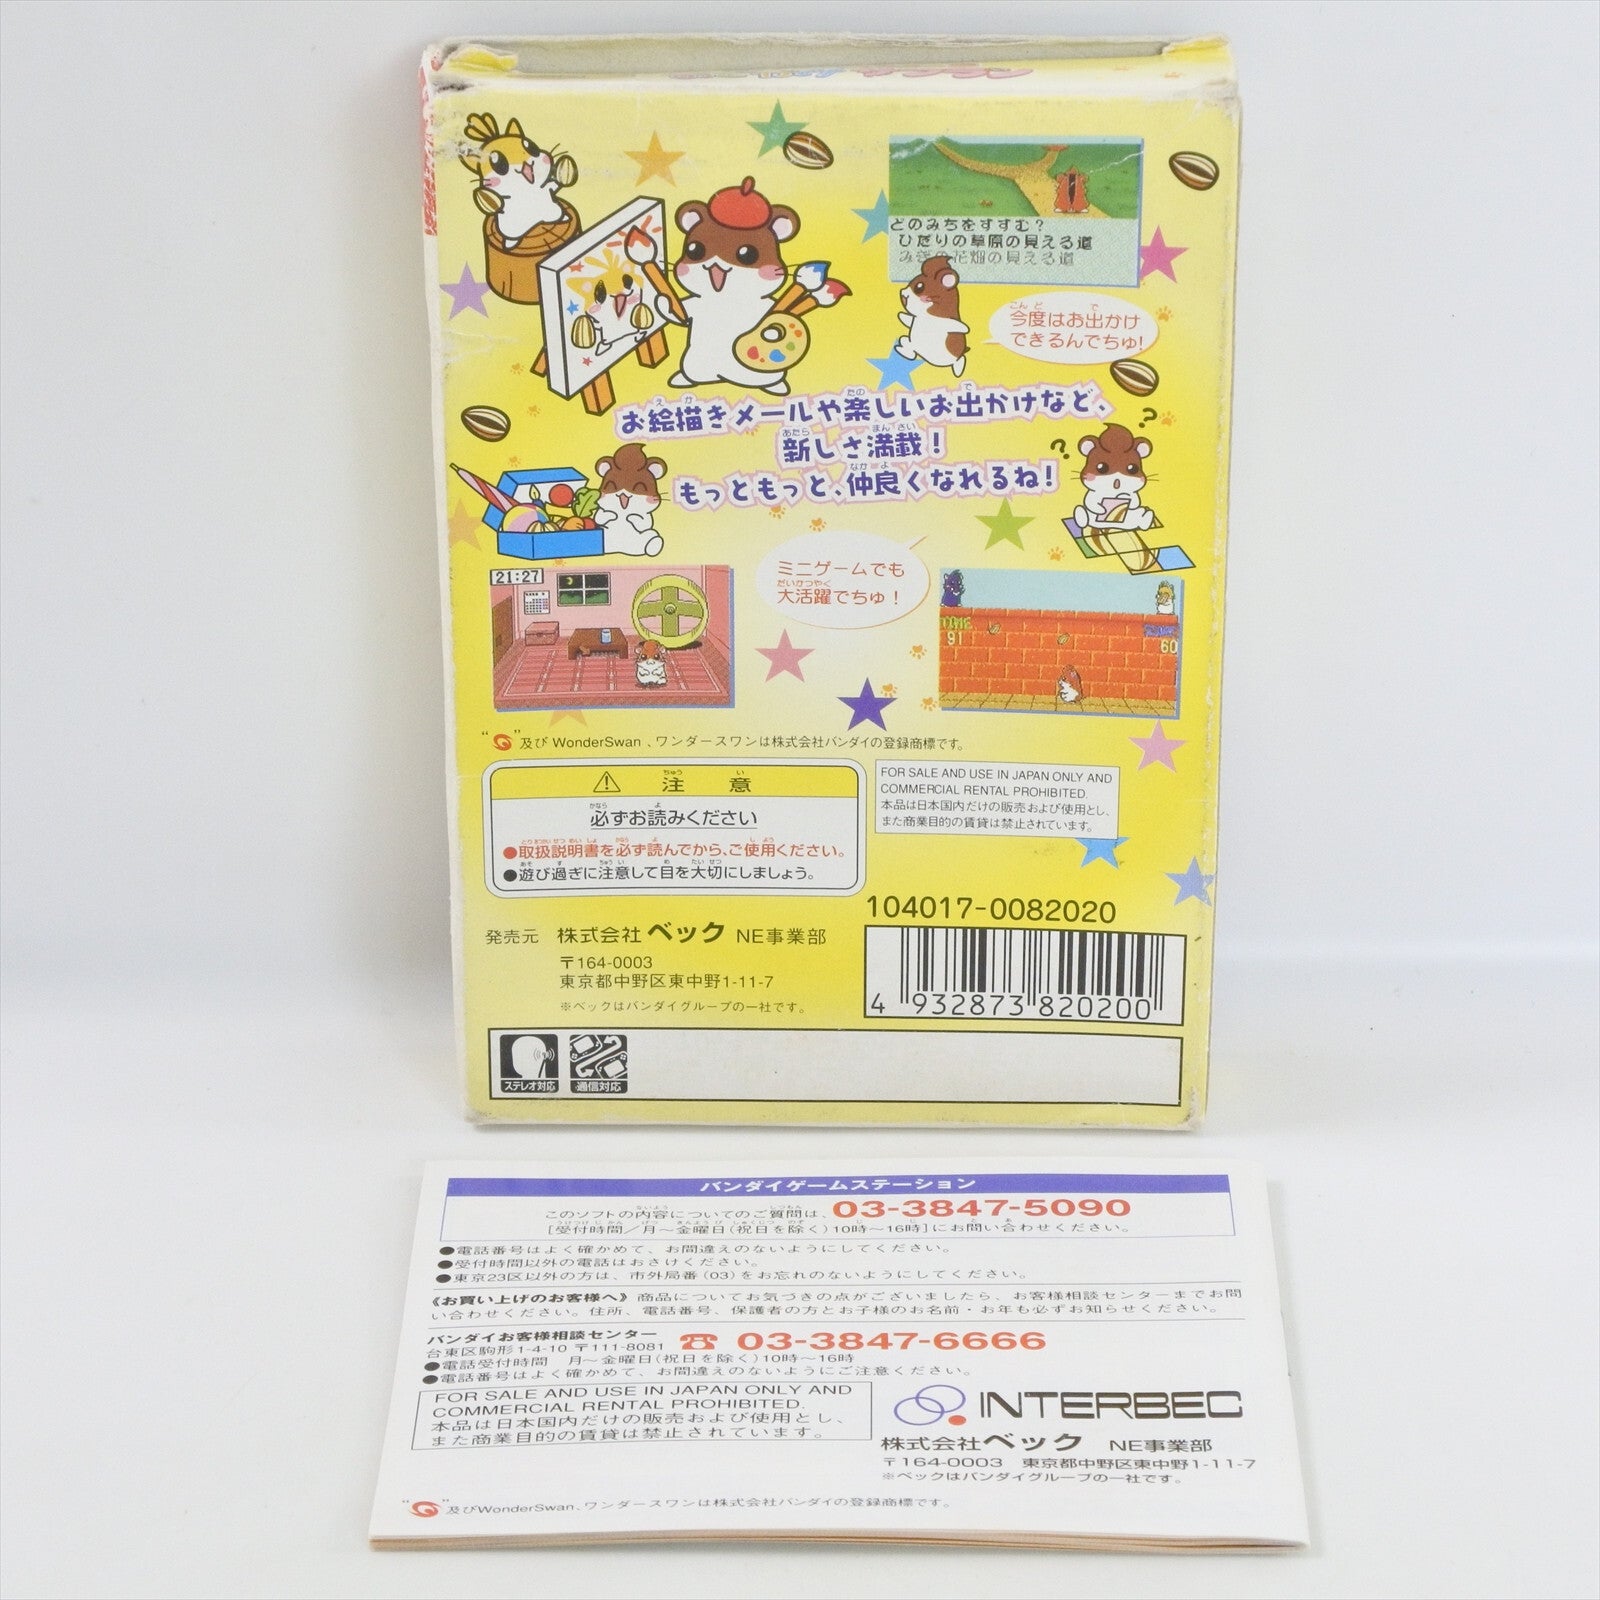 どのみちをすすむ?
ひだりの草原の見える道
みぎの花畑の見える道
今度はお出かけ
できるんでちゅ!
お絵描きメールや楽しいお出かけなど、
新しさ満載!
もっともっと、仲良くなれるね!
21:27
ミニゲームでも
大活躍でちゅ!
TIME
91
60
"及び WonderSwan 、ワンダースワンは株式会社バンダイの登録商標です。
注意
必ずお読みください
●取扱説明書を必ず読んでから、ご使用ください。
●遊び過ぎに注意して目を大切にしましょう。
FOR SALE AND USE IN JAPAN ONLY AND
COMMERCIAL RENTAL PROHIBITED.
本品は日本国内だけの販売および使用とし、
また商業目的の賃貸は禁止されています。
104017-0082020
発売元 株式会社ベック NE事業部
〒164-0003
東京都中野区東中野1-11-7
※ベックはバンダイグループの一社です。
4 932873 820200
ステレオ対応
通信対応
バンダイゲームステーション
このソフトの内容についてのご質問は、03-3847-5090
[受付時間/月〜金曜日(祝日を除く)10時〜16時]にお問い合わせください。
●電話番号はよく確かめて、お間違えのないようにしてください。
●受付時間以外の電話はおさけください。
●東京23区以外の方は、市外局番(03)をお忘れのないようにしてください。
《お買い上げのお客様へ》商品についてお気づきの点がございましたら、お客様相談センターまでお問
い合わせください。住所、電話番号、保護者の方とお子様のお名前・お年も必ずお知らせください。
バンダイお客様相談センター ☎ 03-3847-6666
台東区駒形1-4-10 〒111-8081
●電話受付時間 月〜金曜日(祝日を除く)10時〜16時
●電話番号はよく確かめて、お間違えのないようにご注意ください。
FOR SALE AND USE IN JAPAN ONLY AND
COMMERCIAL RENTAL PROHIBITED.
本品は日本国内だけの販売および使用とし、
また商業目的の賃貸は禁止されています。
INTERBEC
株式会社ベック NE事業部
〒164-0003 東京都中野区東中野1-11-7
※ベックはバンダイグループの一社です。
"及びWonderSwan、ワンダースワンは株式会社バンダイの登録商標です。